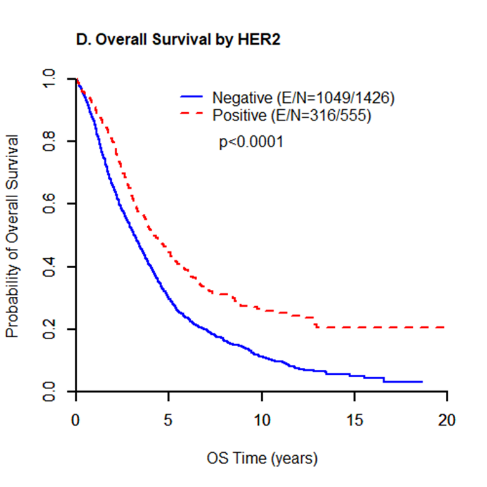 D. Overall Survival by HER2
Negative (E/N=1049/1426)
Positive (E/N=316/555)
p<0.0001
Probability of Overall Survival
1.0
0.8
0.6
0.4
0.2
0.0
0 5 10 15 20
OS Time (years)